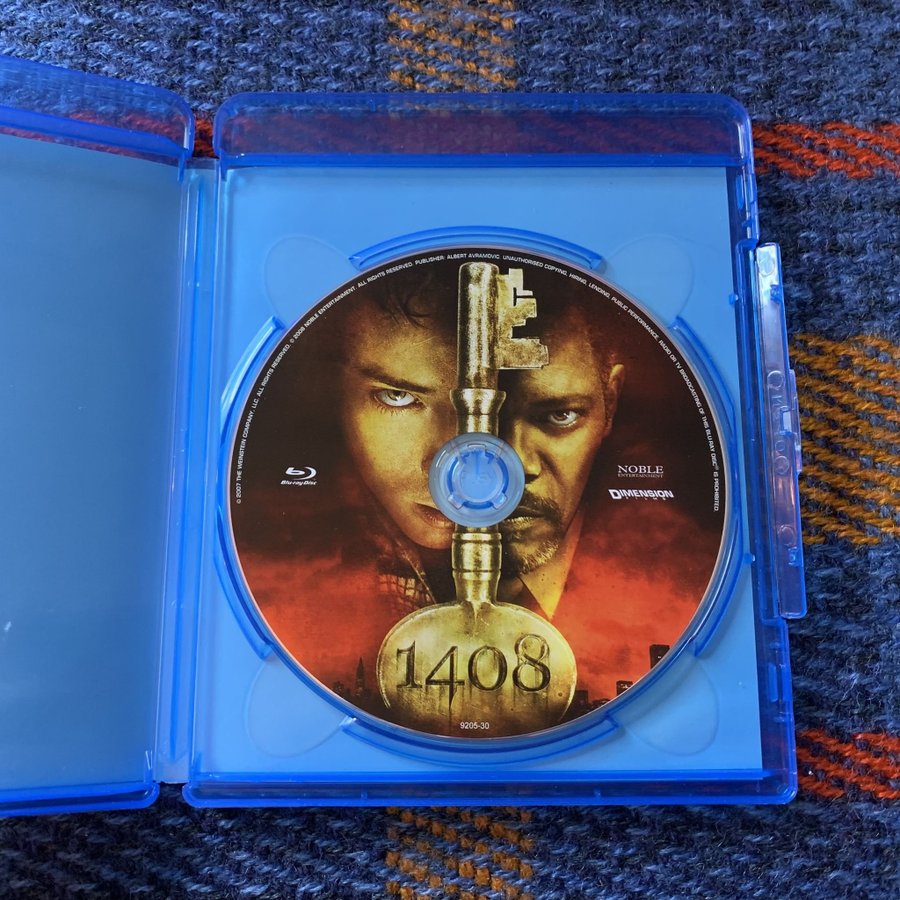 © 2007 THE WEINSTEIN COMPANY, LLC. ALL RIGHTS RESERVED. © 2008 NOBLE ENTERTAINMENT. ALL RIGHTS RESERVED. PUBLISHER: ALBERT AVRAMOVIC. UNAUTHORISED COPYING, HIRING, LENDING, PUBLIC PERFORMANCE, RADIO OR TV BROADCASTING OF THIS BLU-RAY DISC IS PROHIBITED.
Blu-ray Disc
NOBLE
ENTERTAINMENT
DIMENSION
1408
9205-30